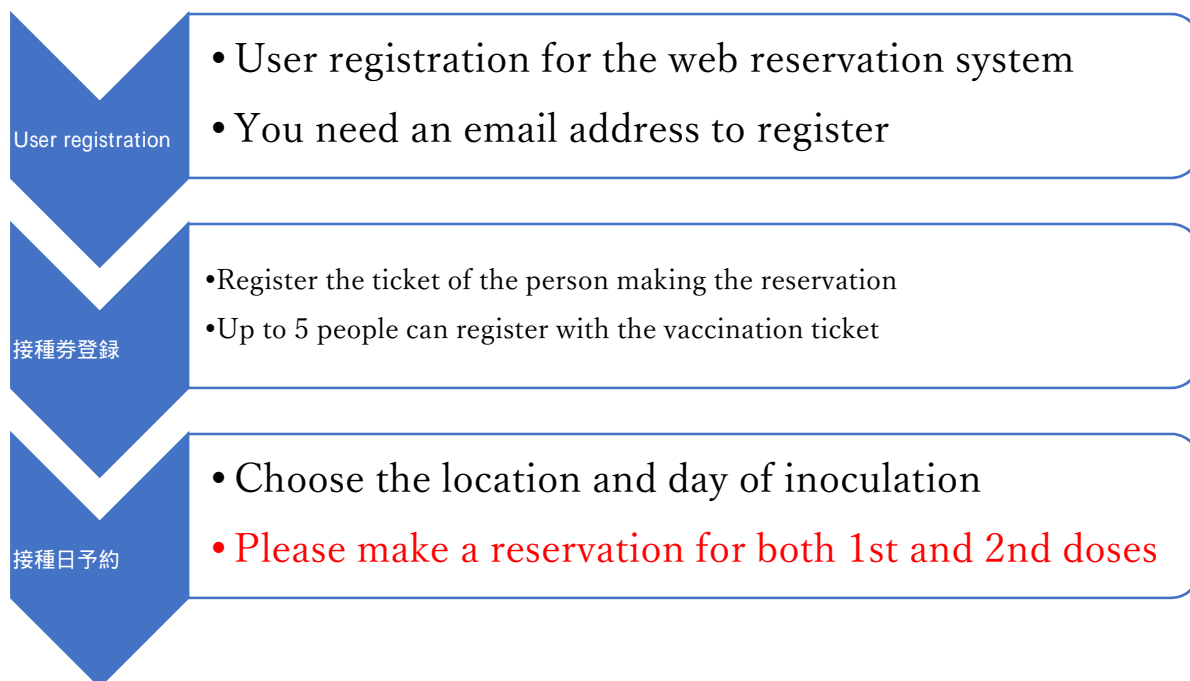 User registration
• User registration for the web reservation system
• You need an email address to register
接種券登録
•Register the ticket of the person making the reservation
•Up to 5 people can register with the vaccination ticket
接種日予約
• Choose the location and day of inoculation
• Please make a reservation for both 1st and 2nd doses